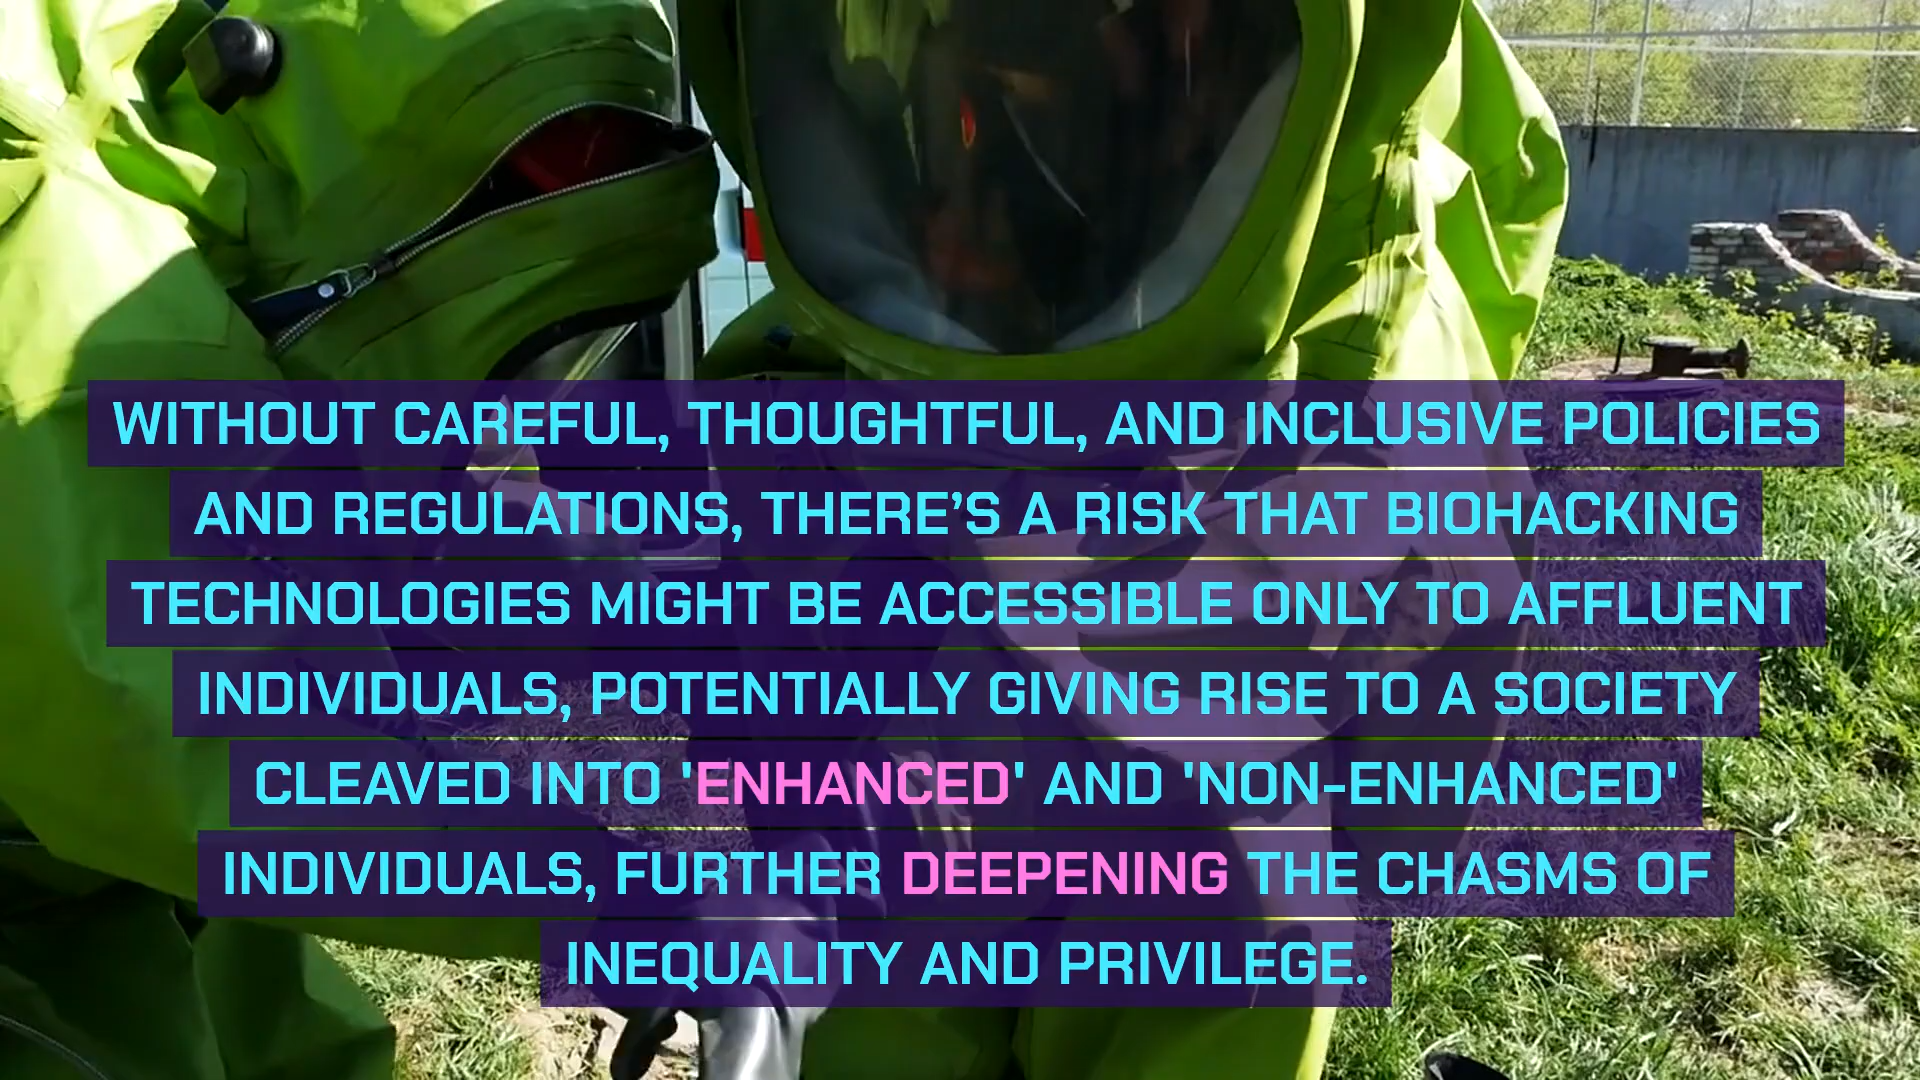 WITHOUT CAREFUL, THOUGHTFUL, AND INCLUSIVE POLICIES
AND REGULATIONS, THERE’S A RISK THAT BIOHACKING
TECHNOLOGIES MIGHT BE ACCESSIBLE ONLY TO AFFLUENT
INDIVIDUALS, POTENTIALLY GIVING RISE TO A SOCIETY
CLEAVED INTO 'ENHANCED' AND 'NON-ENHANCED'
INDIVIDUALS, FURTHER DEEPENING THE CHASMS OF
INEQUALITY AND PRIVILEGE.